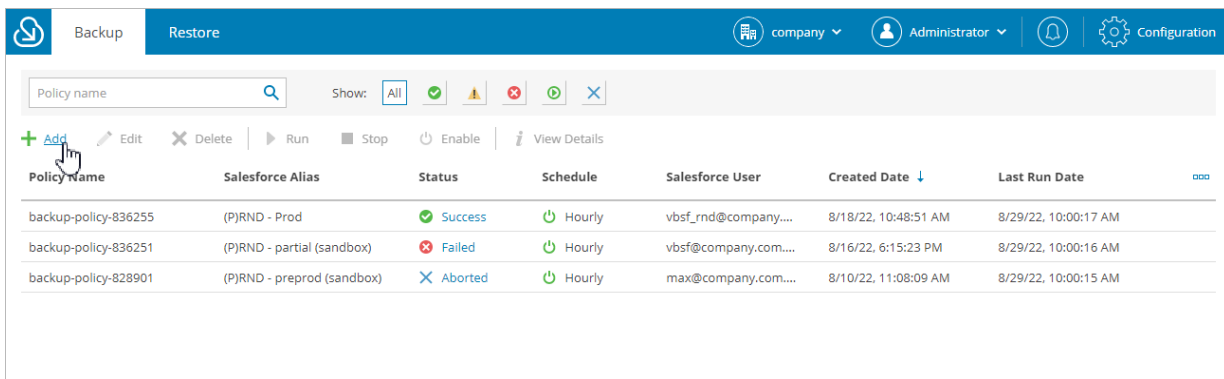 Backup Restore company Administrator Configuration
Policy name Show: All
Add Edit Delete Run Stop Enable View Details
Policy Name Salesforce Alias Status Schedule Salesforce User Created Date Last Run Date
backup-policy-836255 (P)RND - Prod Success Hourly vbsf_rnd@company.... 8/18/22, 10:48:51 AM 8/29/22, 10:00:17 AM
backup-policy-836251 (P)RND - partial (sandbox) Failed Hourly vbsf@company.com.... 8/16/22, 6:15:23 PM 8/29/22, 10:00:16 AM
backup-policy-828901 (P)RND - preprod (sandbox) Aborted Hourly max@company.com.... 8/10/22, 11:08:09 AM 8/29/22, 10:00:15 AM